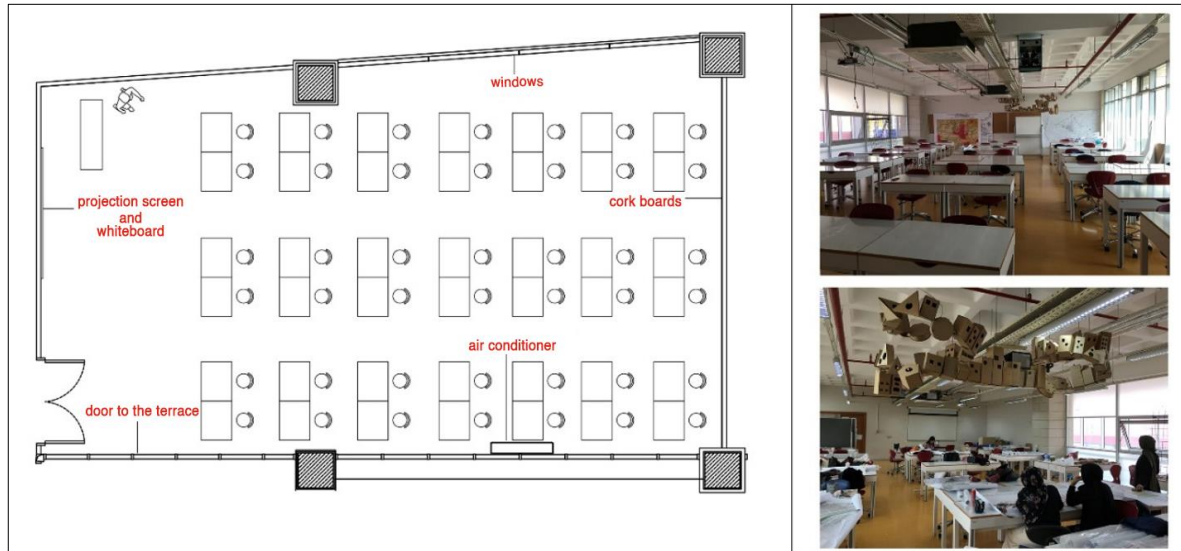 windows
projection screen
and
whiteboard
cork boards
air conditioner
door to the terrace